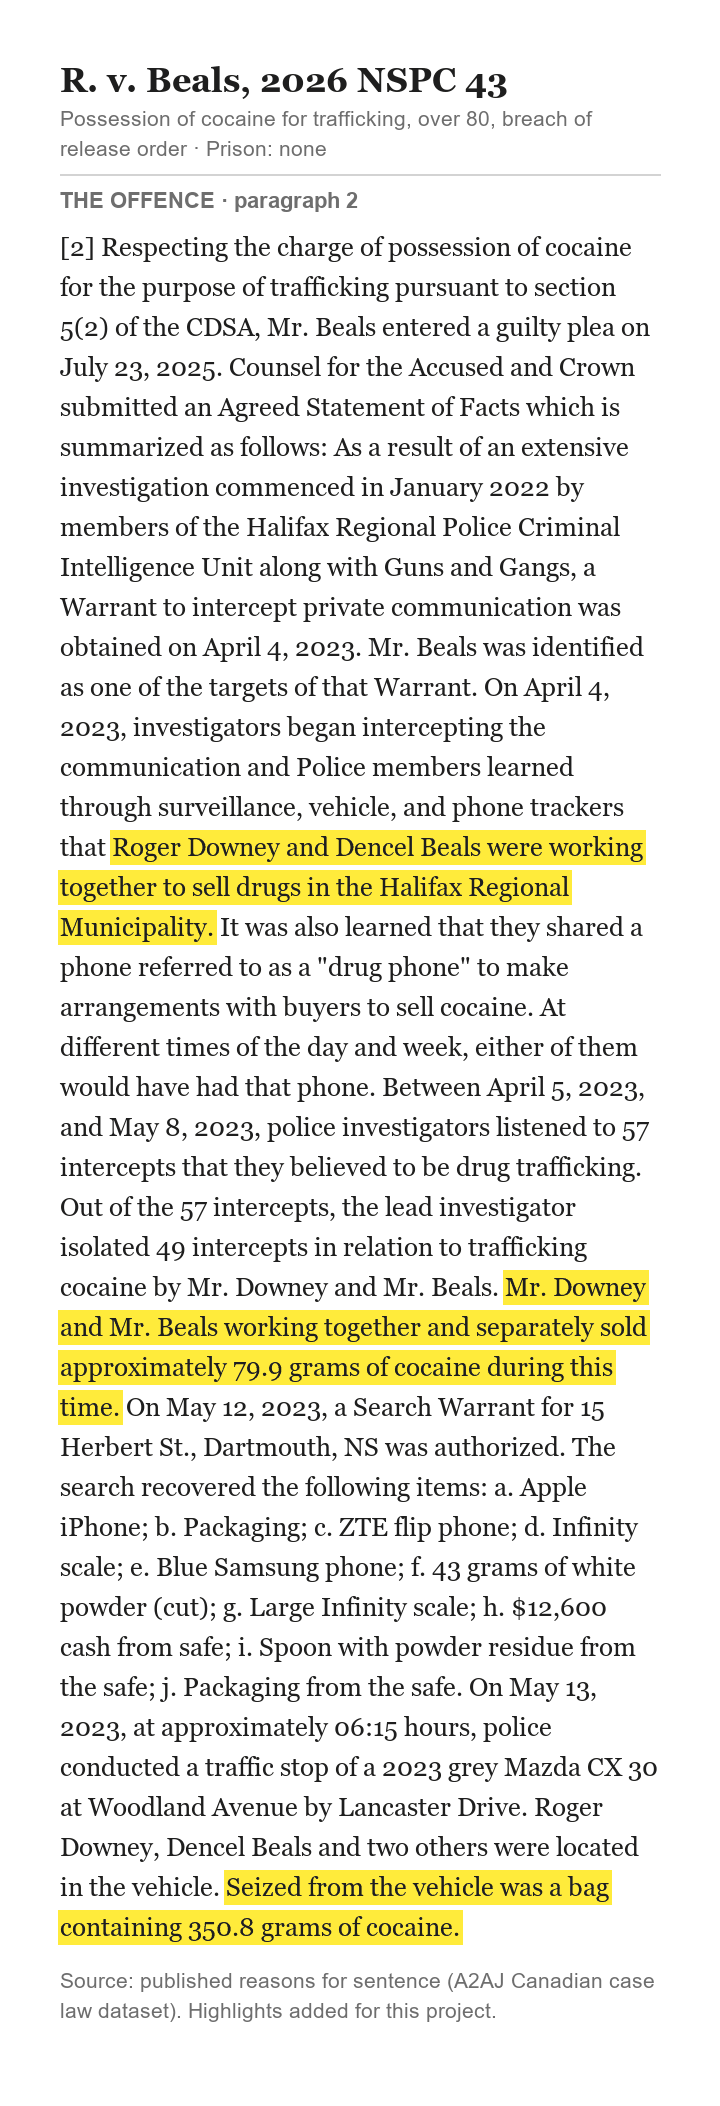 R. v. Beals, 2026 NSPC 43
Possession of cocaine for trafficking, over 80, breach of
release order · Prison: none
THE OFFENCE · paragraph 2
[2] Respecting the charge of possession of cocaine
for the purpose of trafficking pursuant to section
5(2) of the CDSA, Mr. Beals entered a guilty plea on
July 23, 2025. Counsel for the Accused and Crown
submitted an Agreed Statement of Facts which is
summarized as follows: As a result of an extensive
investigation commenced in January 2022 by
members of the Halifax Regional Police Criminal
Intelligence Unit along with Guns and Gangs, a
Warrant to intercept private communication was
obtained on April 4, 2023. Mr. Beals was identified
as one of the targets of that Warrant. On April 4,
2023, investigators began intercepting the
communication and Police members learned
through surveillance, vehicle, and phone trackers
that Roger Downey and Dencel Beals were working
together to sell drugs in the Halifax Regional
Municipality. It was also learned that they shared a
phone referred to as a "drug phone" to make
arrangements with buyers to sell cocaine. At
different times of the day and week, either of them
would have had that phone. Between April 5, 2023,
and May 8, 2023, police investigators listened to 57
intercepts that they believed to be drug trafficking.
Out of the 57 intercepts, the lead investigator
isolated 49 intercepts in relation to trafficking
cocaine by Mr. Downey and Mr. Beals. Mr. Downey
and Mr. Beals working together and separately sold
approximately 79.9 grams of cocaine during this
time. On May 12, 2023, a Search Warrant for 15
Herbert St., Dartmouth, NS was authorized. The
search recovered the following items: a. Apple
iPhone; b. Packaging; c. ZTE flip phone; d. Infinity
scale; e. Blue Samsung phone; f. 43 grams of white
powder (cut); g. Large Infinity scale; h. $12,600
cash from safe; i. Spoon with powder residue from
the safe; j. Packaging from the safe. On May 13,
2023, at approximately 06:15 hours, police
conducted a traffic stop of a 2023 grey Mazda CX 30
at Woodland Avenue by Lancaster Drive. Roger
Downey, Dencel Beals and two others were located
in the vehicle. Seized from the vehicle was a bag
containing 350.8 grams of cocaine.
Source: published reasons for sentence (A2AJ Canadian case
law dataset). Highlights added for this project.